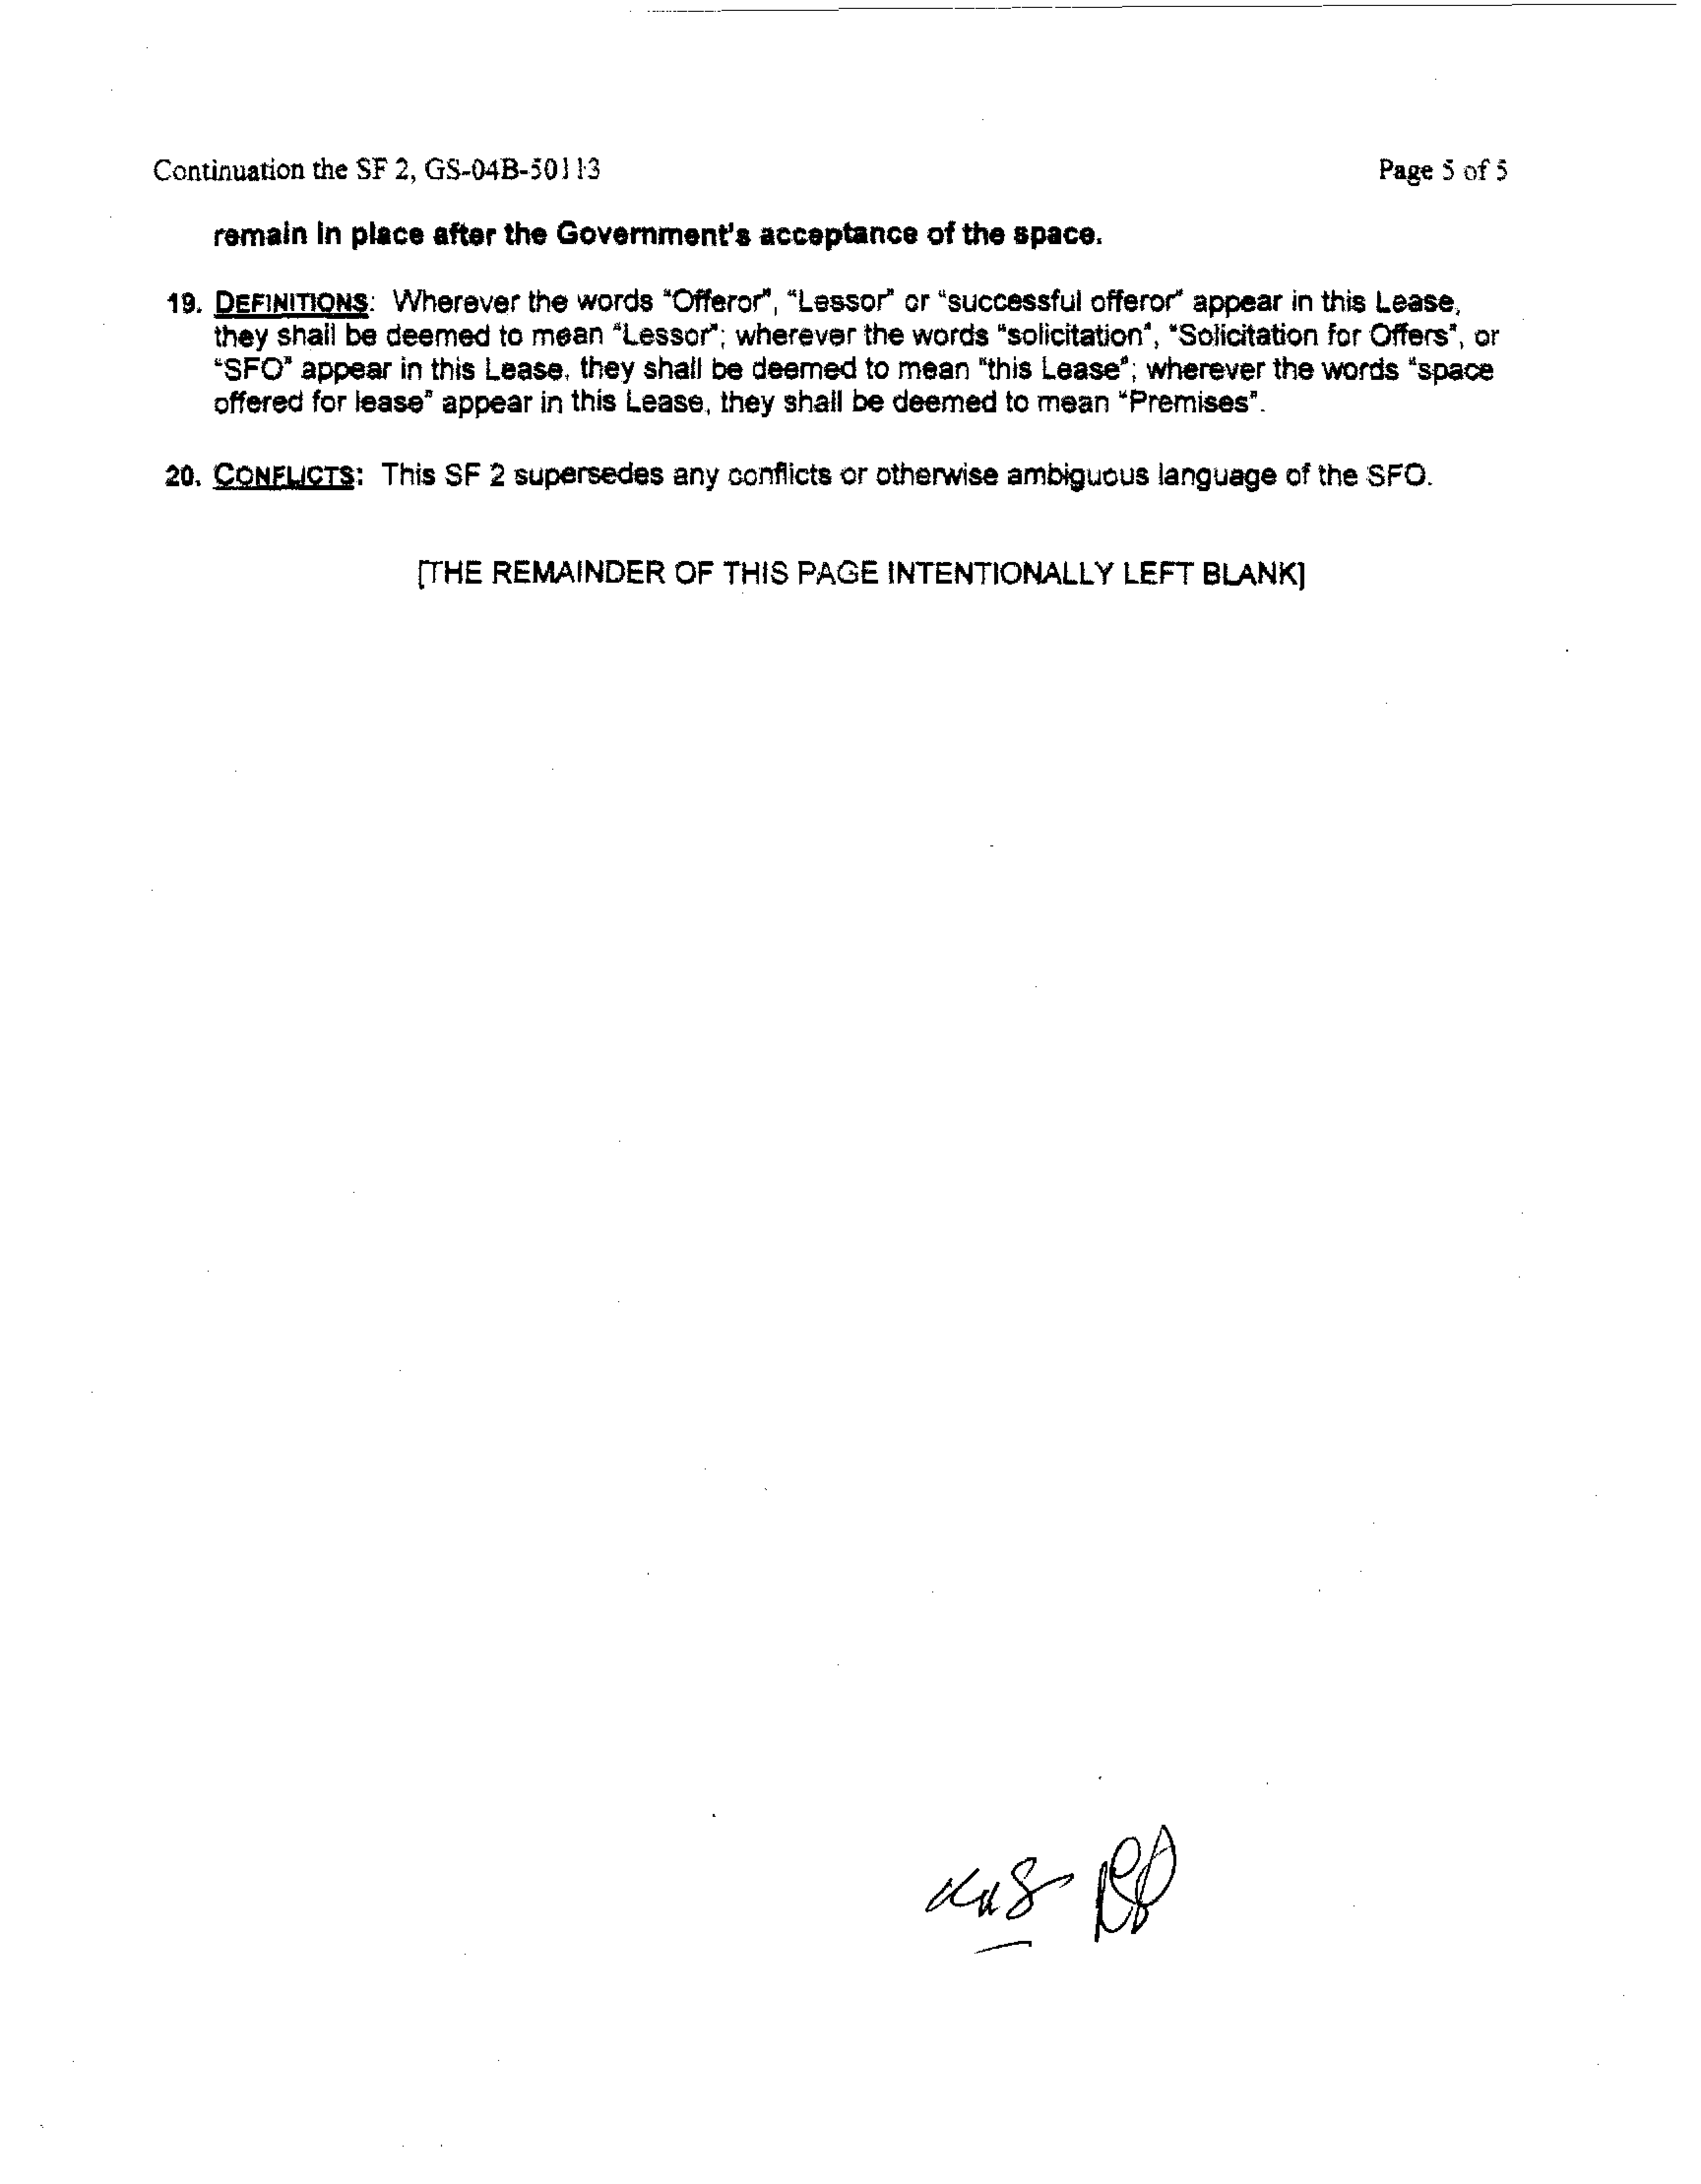 Continuation the SF 2, GS-04B-50113
Page 5 of 5
remain in place after the Government's acceptance of the space.
19. DEFINITIONS: Wherever the words "Offeror", "Lessor" or "successful offeror" appear in this Lease,
they shall be deemed to mean "Lessor"; wherever the words "solicitation", "Solicitation for Offers", or
"SFO" appear in this Lease, they shall be deemed to mean "this Lease"; wherever the words "space
offered for lease" appear in this Lease, they shall be deemed to mean "Premises".
20. CONFLICTS: This SF 2 supersedes any conflicts or otherwise ambiguous language of the SFO.
[THE REMAINDER OF THIS PAGE INTENTIONALLY LEFT BLANK]